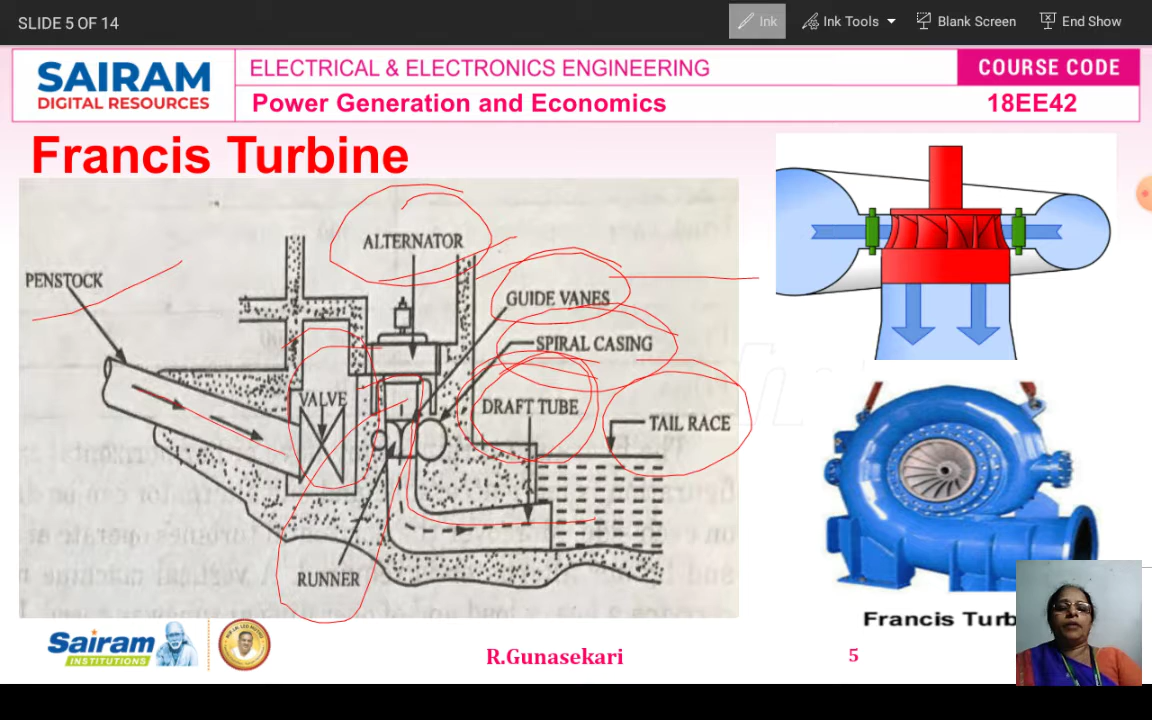 SLIDE 5 OF 14
Ink
Ink Tools
Blank Screen
End Show
SAIRAM
DIGITAL RESOURCES
ELECTRICAL & ELECTRONICS ENGINEERING
COURSE CODE
Power Generation and Economics
18EE42
Francis Turbine
ALTERNATOR
PENSTOCK
GUIDE VANES
SPIRAL CASING
VALVE
DRAFT TUBE
TAIL RACE
RUNNER
Francis Turb
Sairam
INSTITUTIONS
R.Gunasekari
5